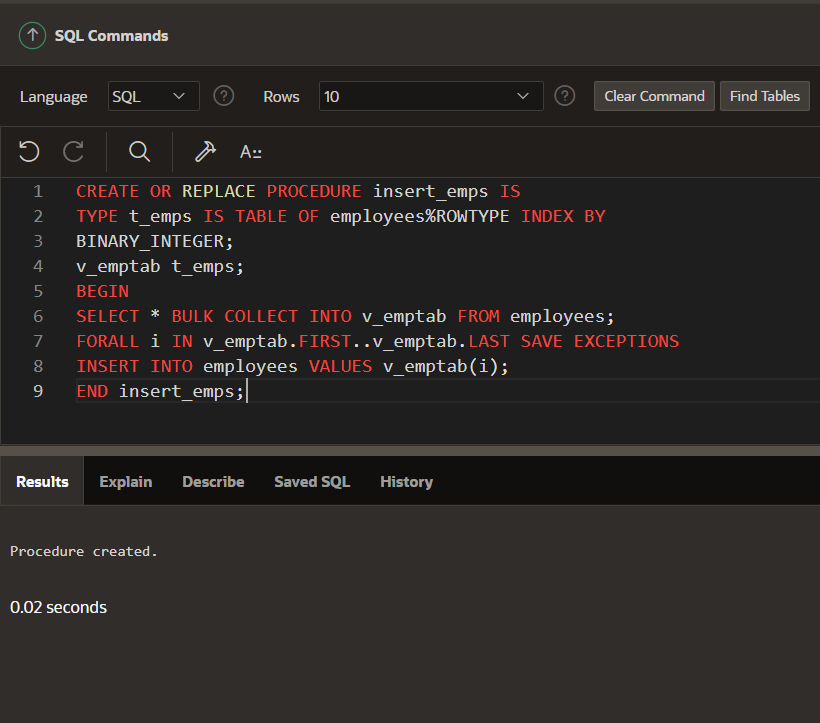 SQL Commands
Language SQL Rows 10 Clear Command Find Tables
A::
1 CREATE OR REPLACE PROCEDURE insert_emps IS
2 TYPE t_emps IS TABLE OF employees%ROWTYPE INDEX BY
3 BINARY_INTEGER;
4 v_emptab t_emps;
5 BEGIN
6 SELECT * BULK COLLECT INTO v_emptab FROM employees;
7 FORALL i IN v_emptab.FIRST..v_emptab.LAST SAVE EXCEPTIONS
8 INSERT INTO employees VALUES v_emptab(i);
9 END insert_emps;
Results Explain Describe Saved SQL History
Procedure created.
0.02 seconds